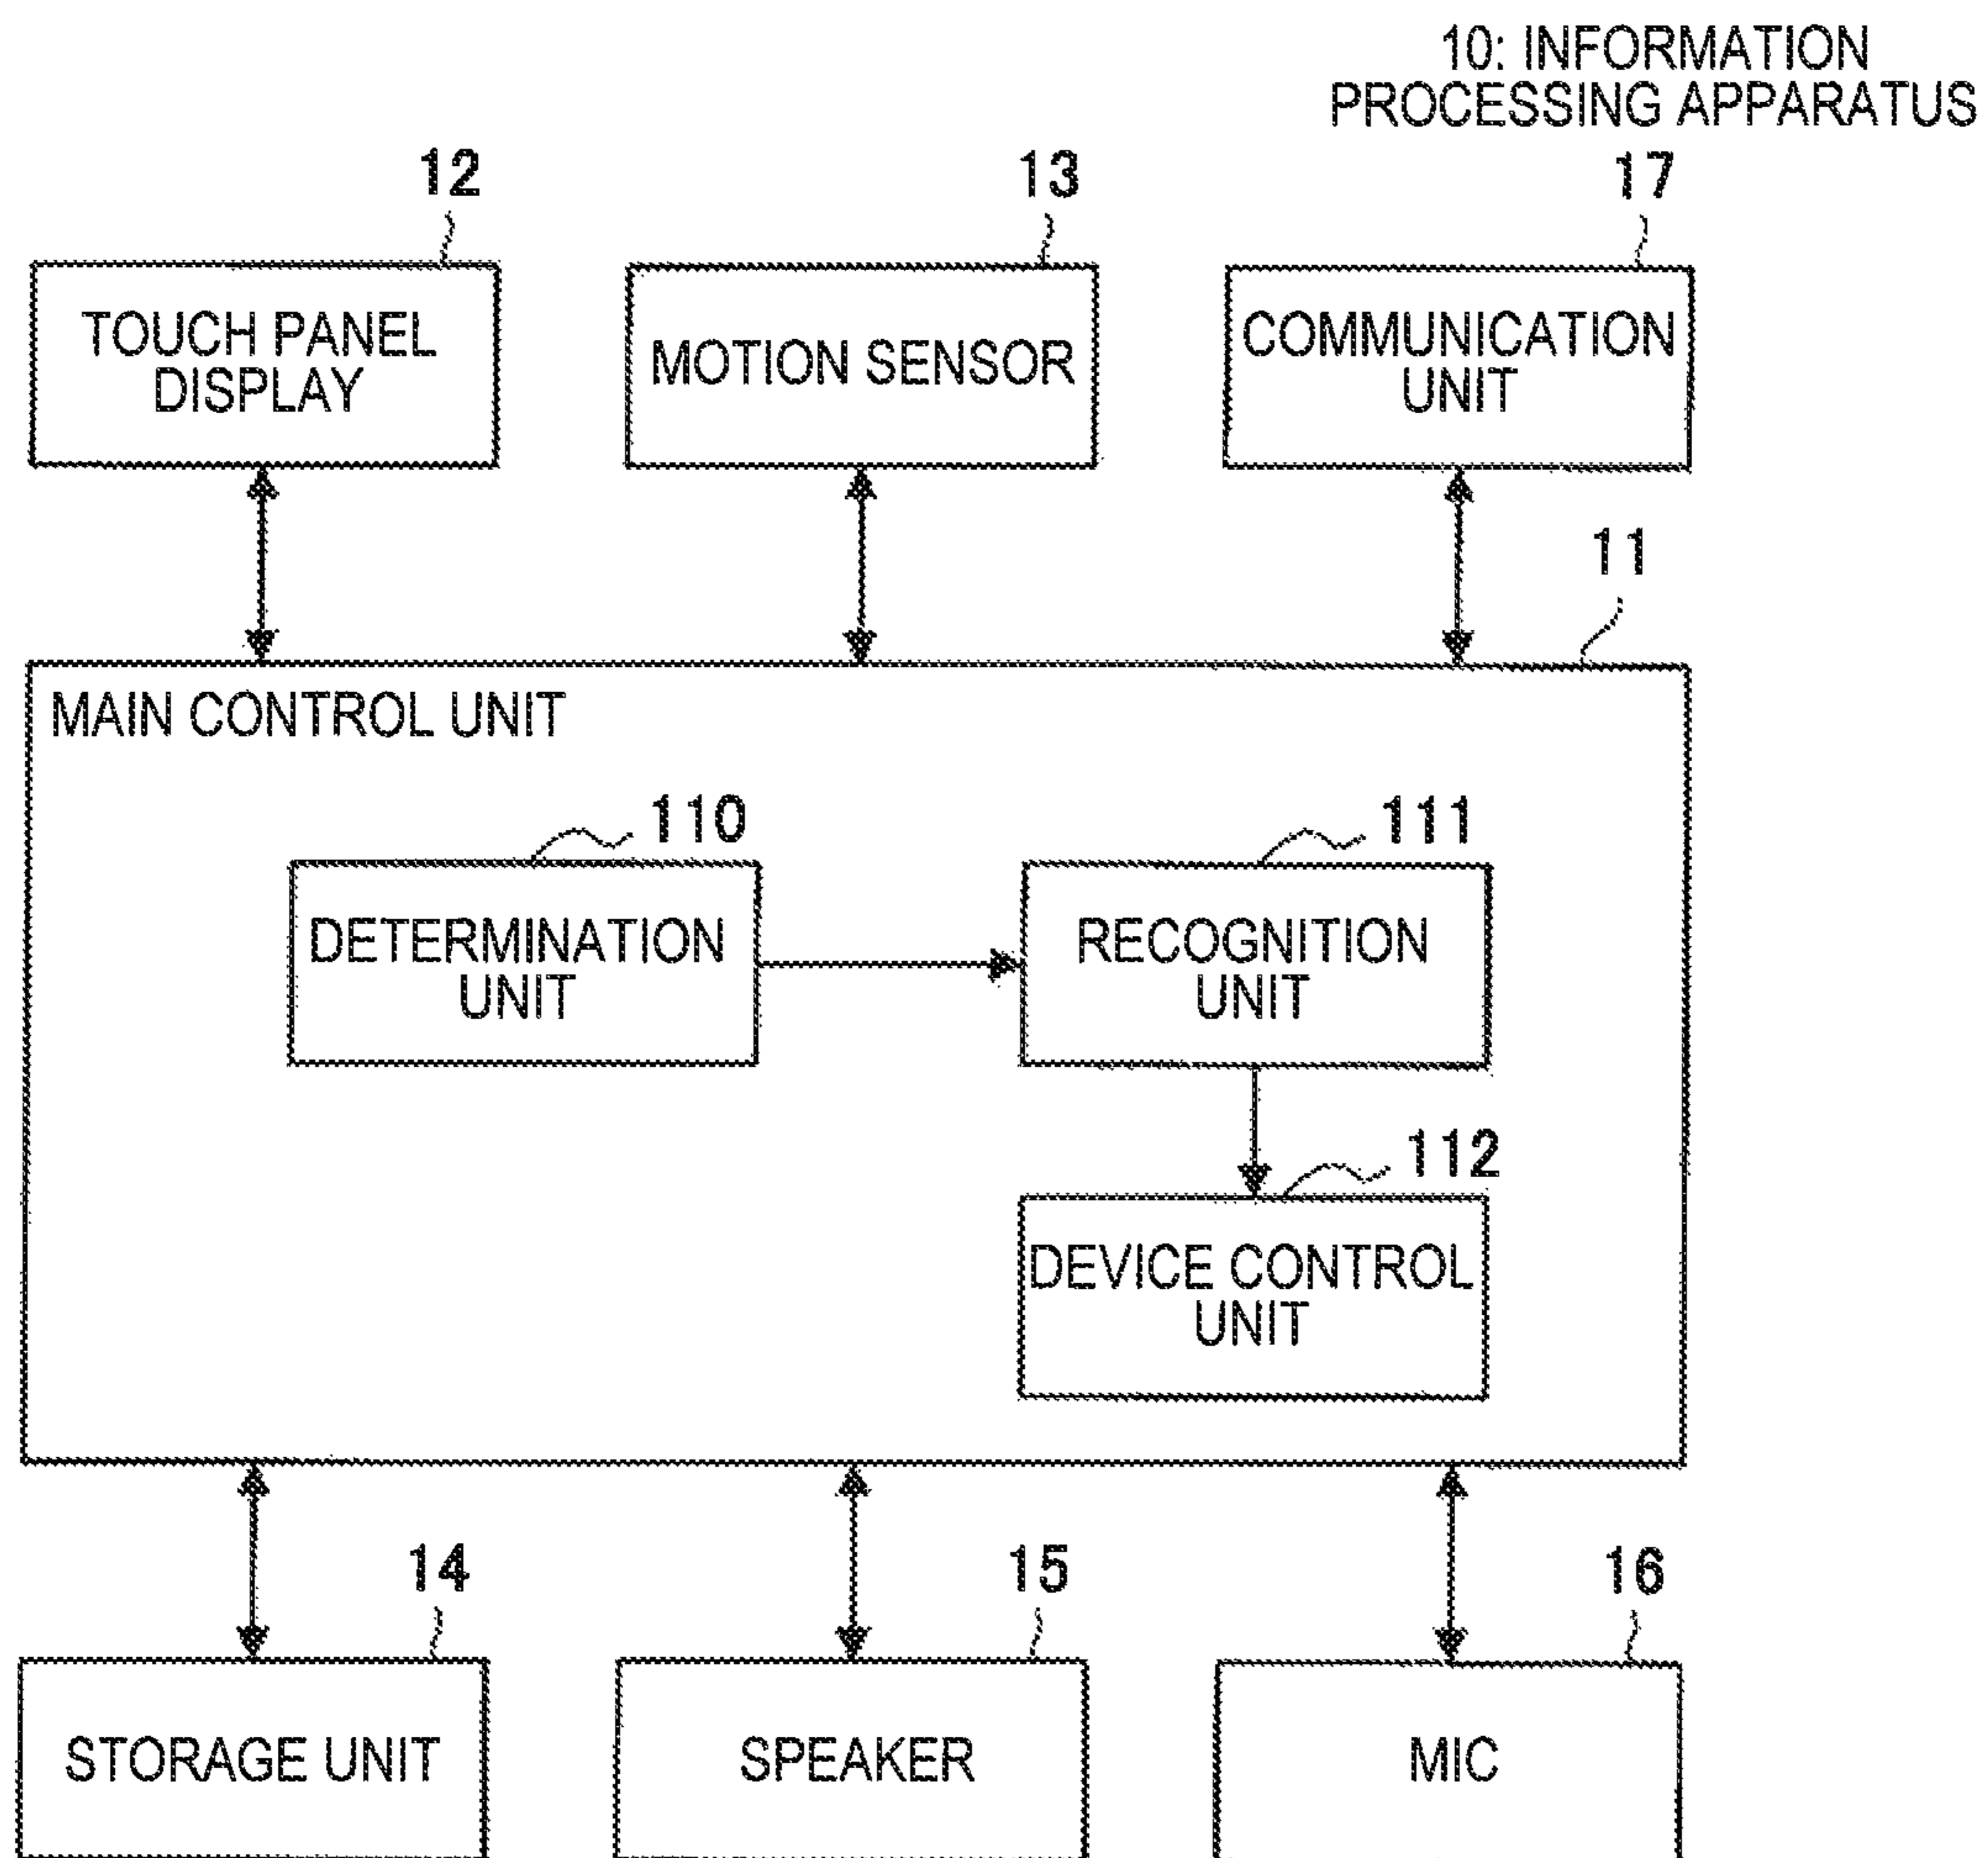 10: INFORMATION
PROCESSING APPARATUS
12
13
17
TOUCH PANEL
DISPLAY
MOTION SENSOR
COMMUNICATION
UNIT
11
MAIN CONTROL UNIT
110
111
DETERMINATION
UNIT
RECOGNITION
UNIT
112
DEVICE CONTROL
UNIT
14
15
16
STORAGE UNIT
SPEAKER
MIC